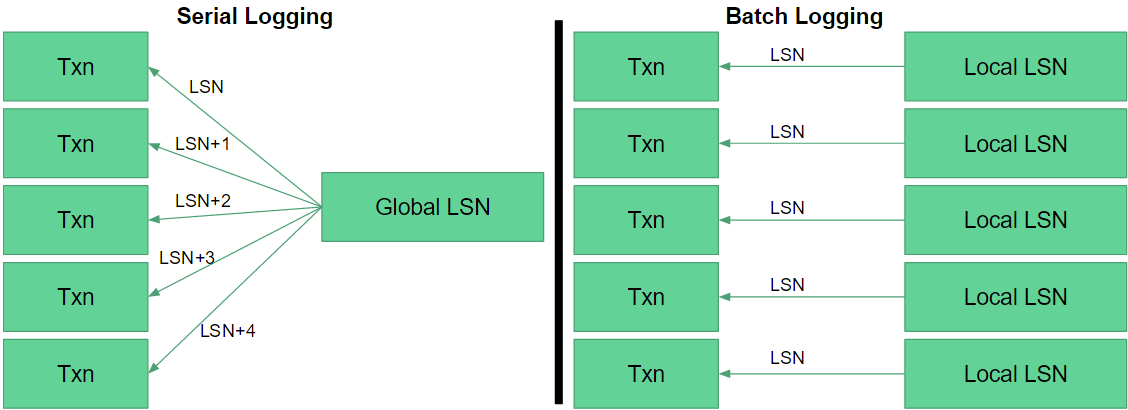 Serial Logging
Txn
LSN
Txn
LSN+1
Txn
LSN+2
Global LSN
Txn
LSN+3
Txn
LSN+4
Batch Logging
Txn
LSN
Local LSN
Txn
LSN
Local LSN
Txn
LSN
Local LSN
Txn
LSN
Local LSN
Txn
LSN
Local LSN